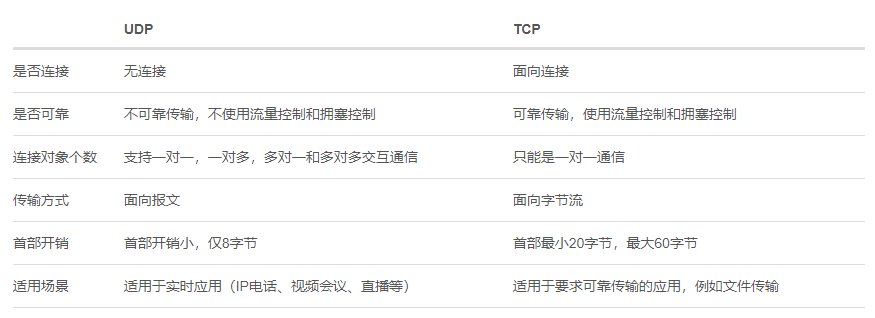 UDP TCP
是否连接 无连接 面向连接
是否可靠 不可靠传输，不使用流量控制和拥塞控制 可靠传输，使用流量控制和拥塞控制
连接对象个数 支持一对一，一对多，多对一和多对多交互通信 只能是一对一通信
传输方式 面向报文 面向字节流
首部开销 首部开销小，仅8字节 首部最小20字节，最大60字节
适用场景 适用于实时应用（IP电话、视频会议、直播等） 适用于要求可靠传输的应用，例如文件传输